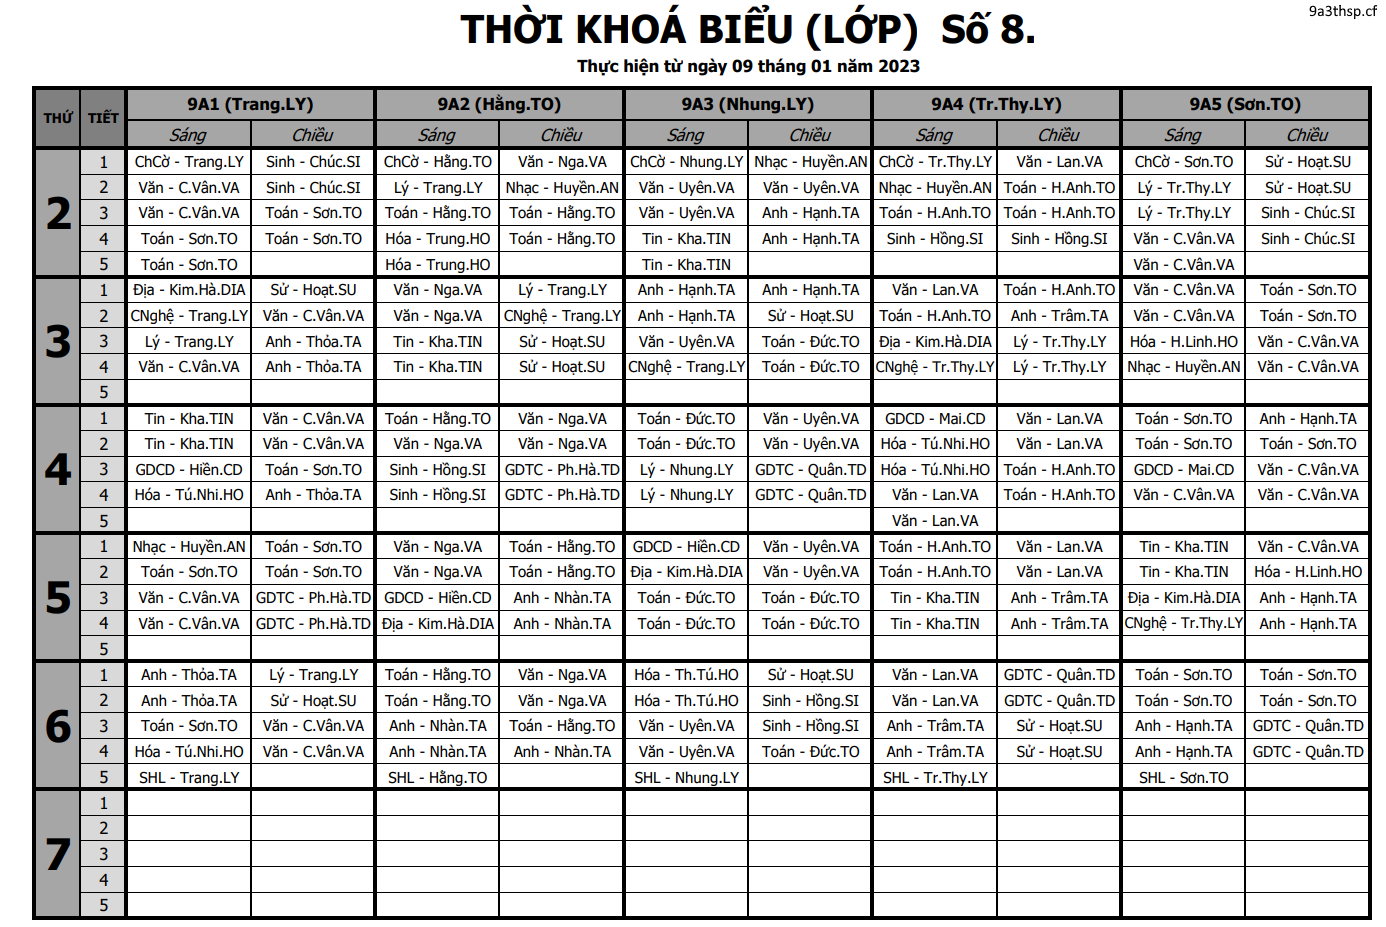 9a3thsp.cf
THỜI KHOÁ BIỂU (LỚP) Số 8.
Thực hiện từ ngày 09 tháng 01 năm 2023
THỨ TIẾT 9A1 (Trang.LY) 9A2 (Hằng.TO) 9A3 (Nhung.LY) 9A4 (Tr.Thy.LY) 9A5 (Sơn.TO)
Sáng Chiều Sáng Chiều Sáng Chiều Sáng Chiều Sáng Chiều
2
1 ChCờ - Trang.LY Sinh - Chúc.SI ChCờ - Hằng.TO Văn - Nga.VA ChCờ - Nhung.LY Nhạc - Huyền.AN ChCờ - Tr.Thy.LY Văn - Lan.VA ChCờ - Sơn.TO Sử - Hoạt.SU
2 Văn - C.Vân.VA Sinh - Chúc.SI Lý - Trang.LY Nhạc - Huyền.AN Văn - Uyên.VA Văn - Uyên.VA Nhạc - Huyền.AN Toán - H.Anh.TO Lý - Tr.Thy.LY Sử - Hoạt.SU
3 Văn - C.Vân.VA Toán - Sơn.TO Toán - Hằng.TO Toán - Hằng.TO Văn - Uyên.VA Anh - Hạnh.TA Toán - H.Anh.TO Toán - H.Anh.TO Lý - Tr.Thy.LY Sinh - Chúc.SI
4 Toán - Sơn.TO Toán - Sơn.TO Hóa - Trung.HO Toán - Hằng.TO Tin - Kha.TIN Anh - Hạnh.TA Sinh - Hồng.SI Sinh - Hồng.SI Văn - C.Vân.VA Sinh - Chúc.SI
5 Toán - Sơn.TO Hóa - Trung.HO Tin - Kha.TIN Văn - C.Vân.VA
3
1 Địa - Kim.Hà.DIA Sử - Hoạt.SU Văn - Nga.VA Lý - Trang.LY Anh - Hạnh.TA Anh - Hạnh.TA Văn - Lan.VA Toán - H.Anh.TO Văn - C.Vân.VA Toán - Sơn.TO
2 CNghệ - Trang.LY Văn - C.Vân.VA Văn - Nga.VA CNghệ - Trang.LY Anh - Hạnh.TA Sử - Hoạt.SU Toán - H.Anh.TO Anh - Trâm.TA Văn - C.Vân.VA Toán - Sơn.TO
3 Lý - Trang.LY Anh - Thỏa.TA Tin - Kha.TIN Sử - Hoạt.SU Văn - Uyên.VA Toán - Đức.TO Địa - Kim.Hà.DIA Lý - Tr.Thy.LY Hóa - H.Linh.HO Văn - C.Vân.VA
4 Văn - C.Vân.VA Anh - Thỏa.TA Tin - Kha.TIN Sử - Hoạt.SU CNghệ - Trang.LY Toán - Đức.TO CNghệ - Tr.Thy.LY Lý - Tr.Thy.LY Nhạc - Huyền.AN Văn - C.Vân.VA
5
4
1 Tin - Kha.TIN Văn - C.Vân.VA Toán - Hằng.TO Văn - Nga.VA Toán - Đức.TO Văn - Uyên.VA GDCD - Mai.CD Văn - Lan.VA Toán - Sơn.TO Anh - Hạnh.TA
2 Tin - Kha.TIN Văn - C.Vân.VA Văn - Nga.VA Văn - Nga.VA Toán - Đức.TO Văn - Uyên.VA Hóa - Tú.Nhi.HO Văn - Lan.VA Toán - Sơn.TO Toán - Sơn.TO
3 GDCD - Hiền.CD Toán - Sơn.TO Sinh - Hồng.SI GDTC - Ph.Hà.TD Lý - Nhung.LY GDTC - Quân.TD Hóa - Tú.Nhi.HO Toán - H.Anh.TO GDCD - Mai.CD Văn - C.Vân.VA
4 Hóa - Tú.Nhi.HO Anh - Thỏa.TA Sinh - Hồng.SI GDTC - Ph.Hà.TD Lý - Nhung.LY GDTC - Quân.TD Văn - Lan.VA Toán - H.Anh.TO Văn - C.Vân.VA Văn - C.Vân.VA
5 Văn - Lan.VA
5
1 Nhạc - Huyền.AN Toán - Sơn.TO Văn - Nga.VA Toán - Hằng.TO GDCD - Hiền.CD Văn - Uyên.VA Toán - H.Anh.TO Văn - Lan.VA Tin - Kha.TIN Văn - C.Vân.VA
2 Toán - Sơn.TO Toán - Sơn.TO Văn - Nga.VA Toán - Hằng.TO Địa - Kim.Hà.DIA Văn - Uyên.VA Toán - H.Anh.TO Văn - Lan.VA Tin - Kha.TIN Hóa - H.Linh.HO
3 Văn - C.Vân.VA GDTC - Ph.Hà.TD GDCD - Hiền.CD Anh - Nhàn.TA Toán - Đức.TO Toán - Đức.TO Tin - Kha.TIN Anh - Trâm.TA Địa - Kim.Hà.DIA Anh - Hạnh.TA
4 Văn - C.Vân.VA GDTC - Ph.Hà.TD Địa - Kim.Hà.DIA Anh - Nhàn.TA Toán - Đức.TO Toán - Đức.TO Tin - Kha.TIN Anh - Trâm.TA CNghệ - Tr.Thy.LY Anh - Hạnh.TA
5
6
1 Anh - Thỏa.TA Lý - Trang.LY Toán - Hằng.TO Văn - Nga.VA Hóa - Th.Tú.HO Sử - Hoạt.SU Văn - Lan.VA GDTC - Quân.TD Toán - Sơn.TO Toán - Sơn.TO
2 Anh - Thỏa.TA Sử - Hoạt.SU Toán - Hằng.TO Văn - Nga.VA Hóa - Th.Tú.HO Sinh - Hồng.SI Văn - Lan.VA GDTC - Quân.TD Toán - Sơn.TO Toán - Sơn.TO
3 Toán - Sơn.TO Văn - C.Vân.VA Anh - Nhàn.TA Toán - Hằng.TO Văn - Uyên.VA Sinh - Hồng.SI Anh - Trâm.TA Sử - Hoạt.SU Anh - Hạnh.TA GDTC - Quân.TD
4 Hóa - Tú.Nhi.HO Văn - C.Vân.VA Anh - Nhàn.TA Anh - Nhàn.TA Văn - Uyên.VA Toán - Đức.TO Anh - Trâm.TA Sử - Hoạt.SU Anh - Hạnh.TA GDTC - Quân.TD
5 SHL - Trang.LY SHL - Hằng.TO SHL - Nhung.LY SHL - Tr.Thy.LY SHL - Sơn.TO
7
1
2
3
4
5